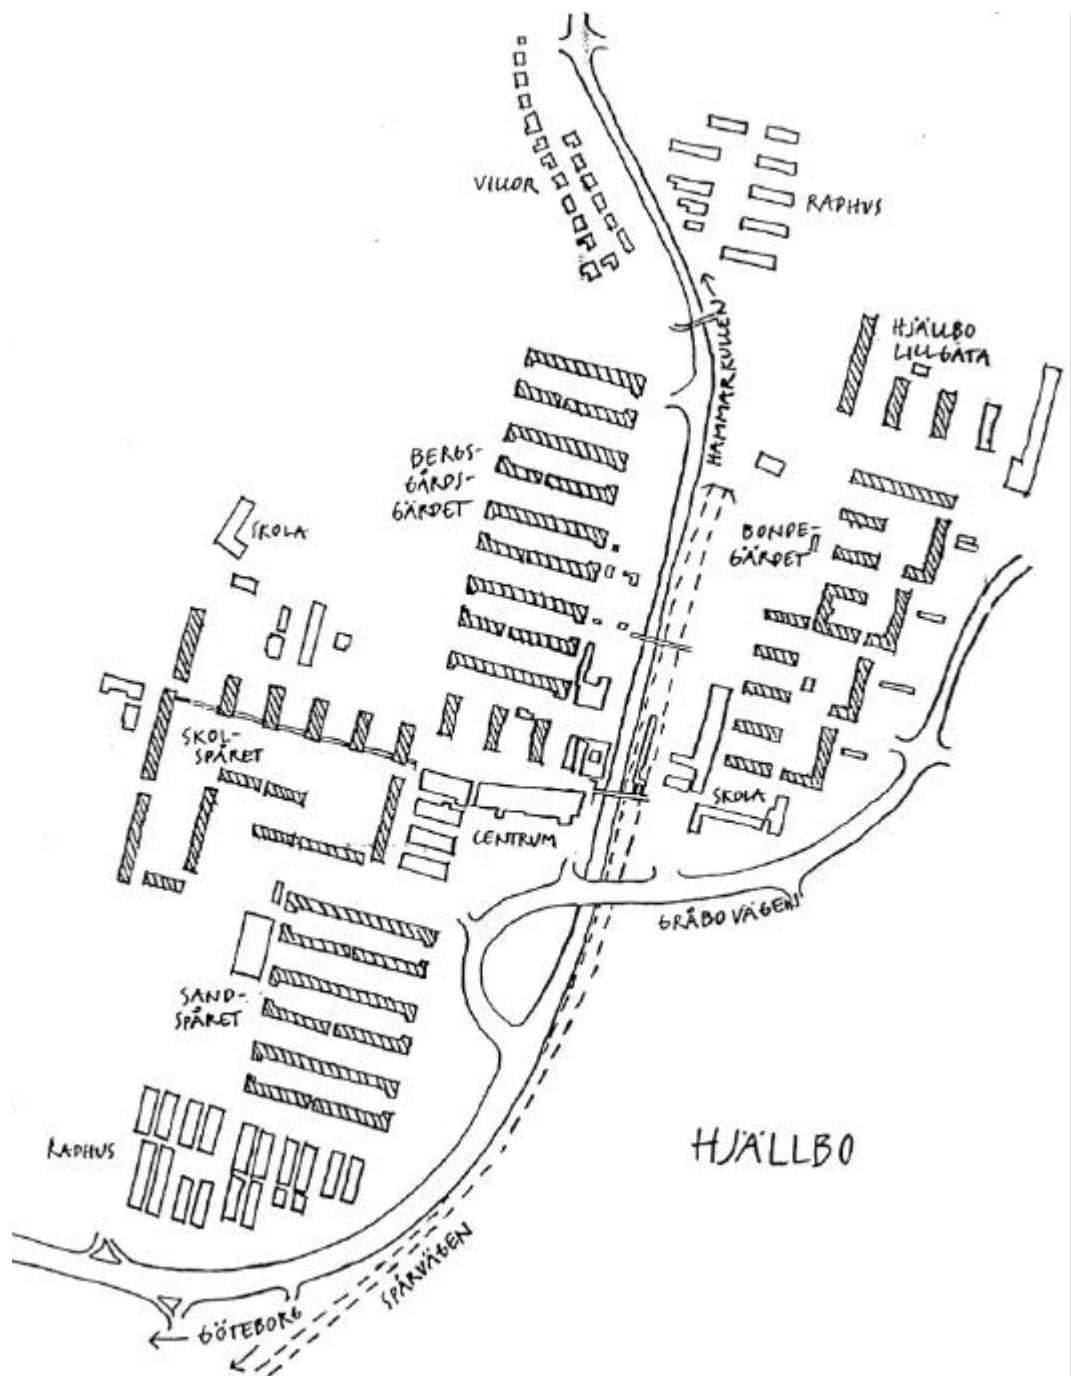 VILLOR
RADHUS
HAMMARKULLEN
HJÄLLBO
LILLGATA
BERGS-
GÅRDS-
GÄRDET
BONDE-
GÄRDET
SKOLA
SKOL-
SPÅRET
SKOLA
CENTRUM
GRÅBOVÄGEN
SAND-
SPÅRET
RADHUS
HJÄLLBO
SPÅRVÄGEN
GÖTEBORG